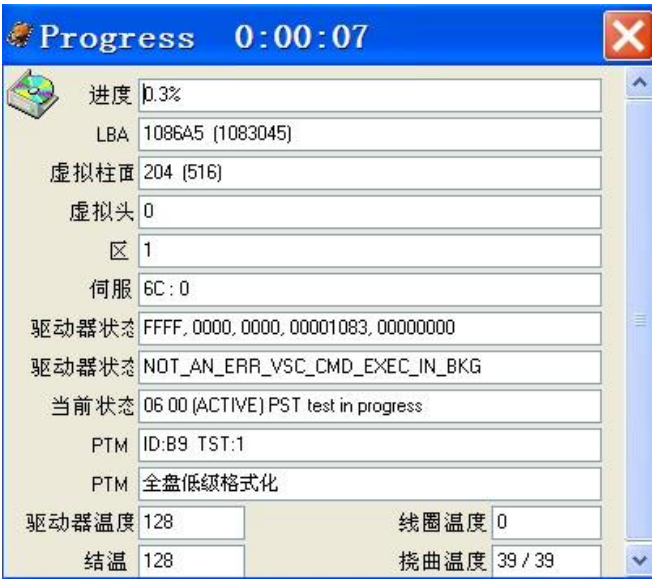 Progress 0:00:07
进度 0.3%
LBA 1086A5 (1083045)
虚拟柱面 204 (516)
虚拟头 0
区 1
伺服 6C : 0
驱动器状态 FFFF, 0000, 0000, 00001083, 00000000
驱动器状态 NOT_AN_ERR_VSC_CMD_EXEC_IN_BKG
当前状态 06 00 (ACTIVE) PST test in progress
PTM ID:B9 TST:1
PTM 全盘低级格式化
驱动器温度 128 线圈温度 0
结温 128 挠曲温度 39 / 39